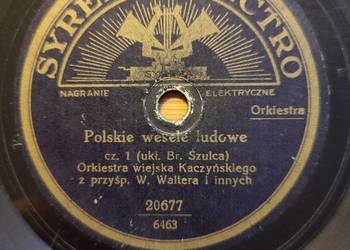 SYRENA ELECTRO
NAGRANIE ELEKTRYCZNE
Orkiestra
Polskie wesele ludowe
cz. 1 (ukł. Br. Szulca)
Orkiestra wiejska Kaczyńskiego
z przyśp. W. Waltera i innych
20677
6463